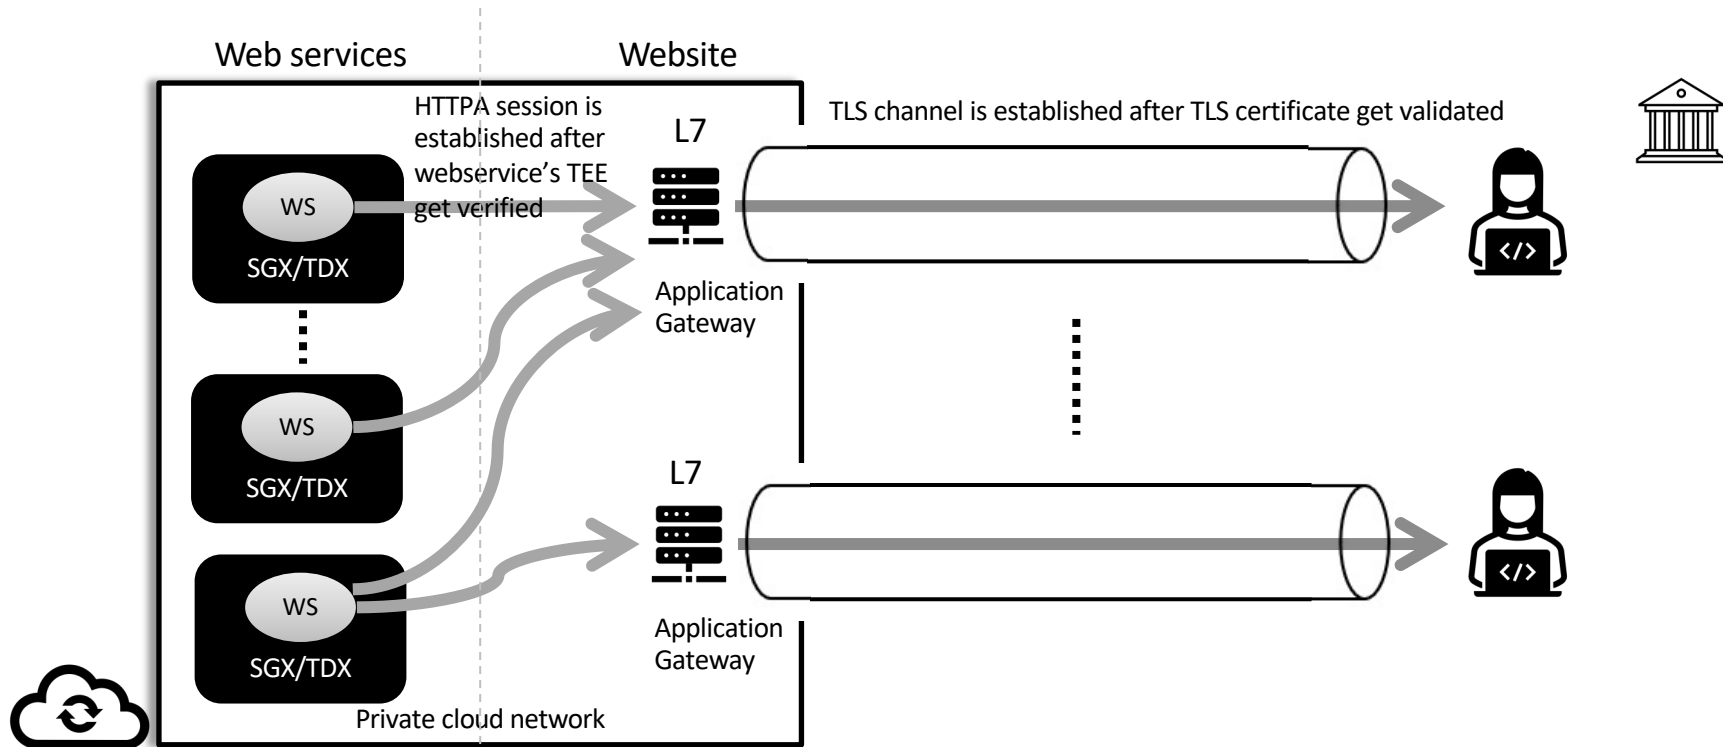 Web services
Website
HTTPA session is
established after
webservice's TEE
get verified
L7
TLS channel is established after TLS certificate get validated
WS
SGX/TDX
</>
Application
Gateway
WS
SGX/TDX
L7
WS
SGX/TDX
</>
Application
Gateway
Private cloud network